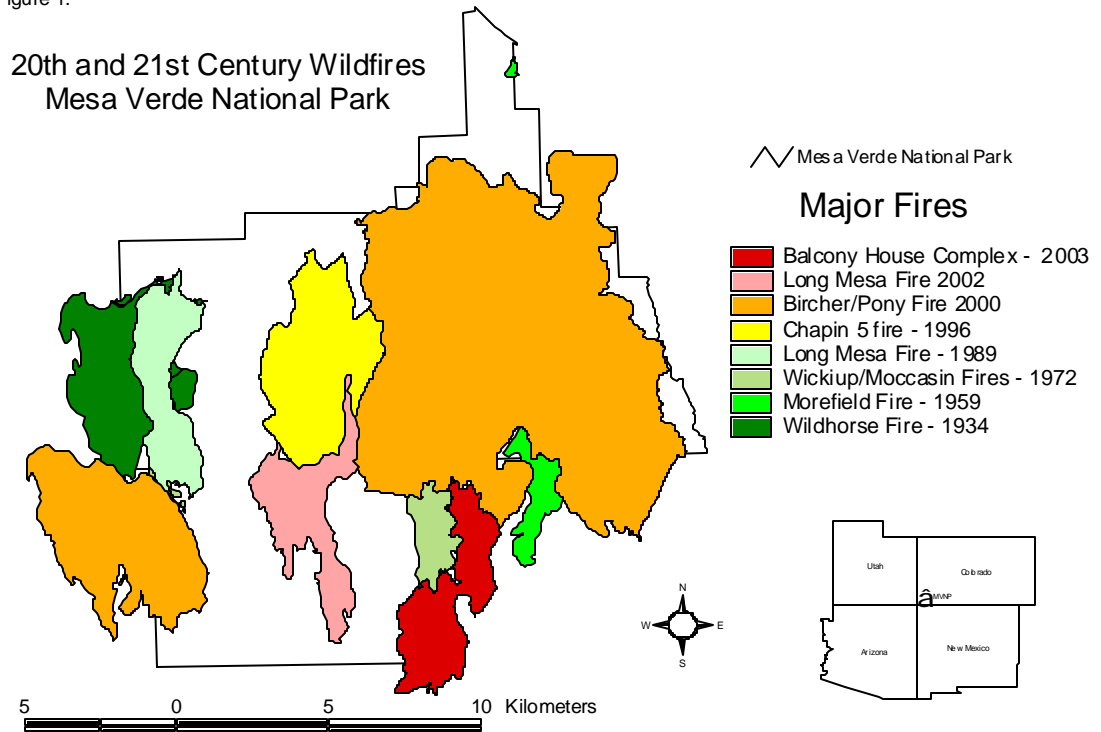 igure 1.
20th and 21st Century Wildfires
Mesa Verde National Park
Mesa Verde National Park
Major Fires
Balcony House Complex - 2003
Long Mesa Fire 2002
Bircher/Pony Fire 2000
Chapin 5 fire - 1996
Long Mesa Fire - 1989
Wickiup/Moccasin Fires - 1972
Morefield Fire - 1959
Wildhorse Fire - 1934
Utah
Colorado
â MVNP
Arizona
New Mexico
N
W E
S
5 0 5 10 Kilometers